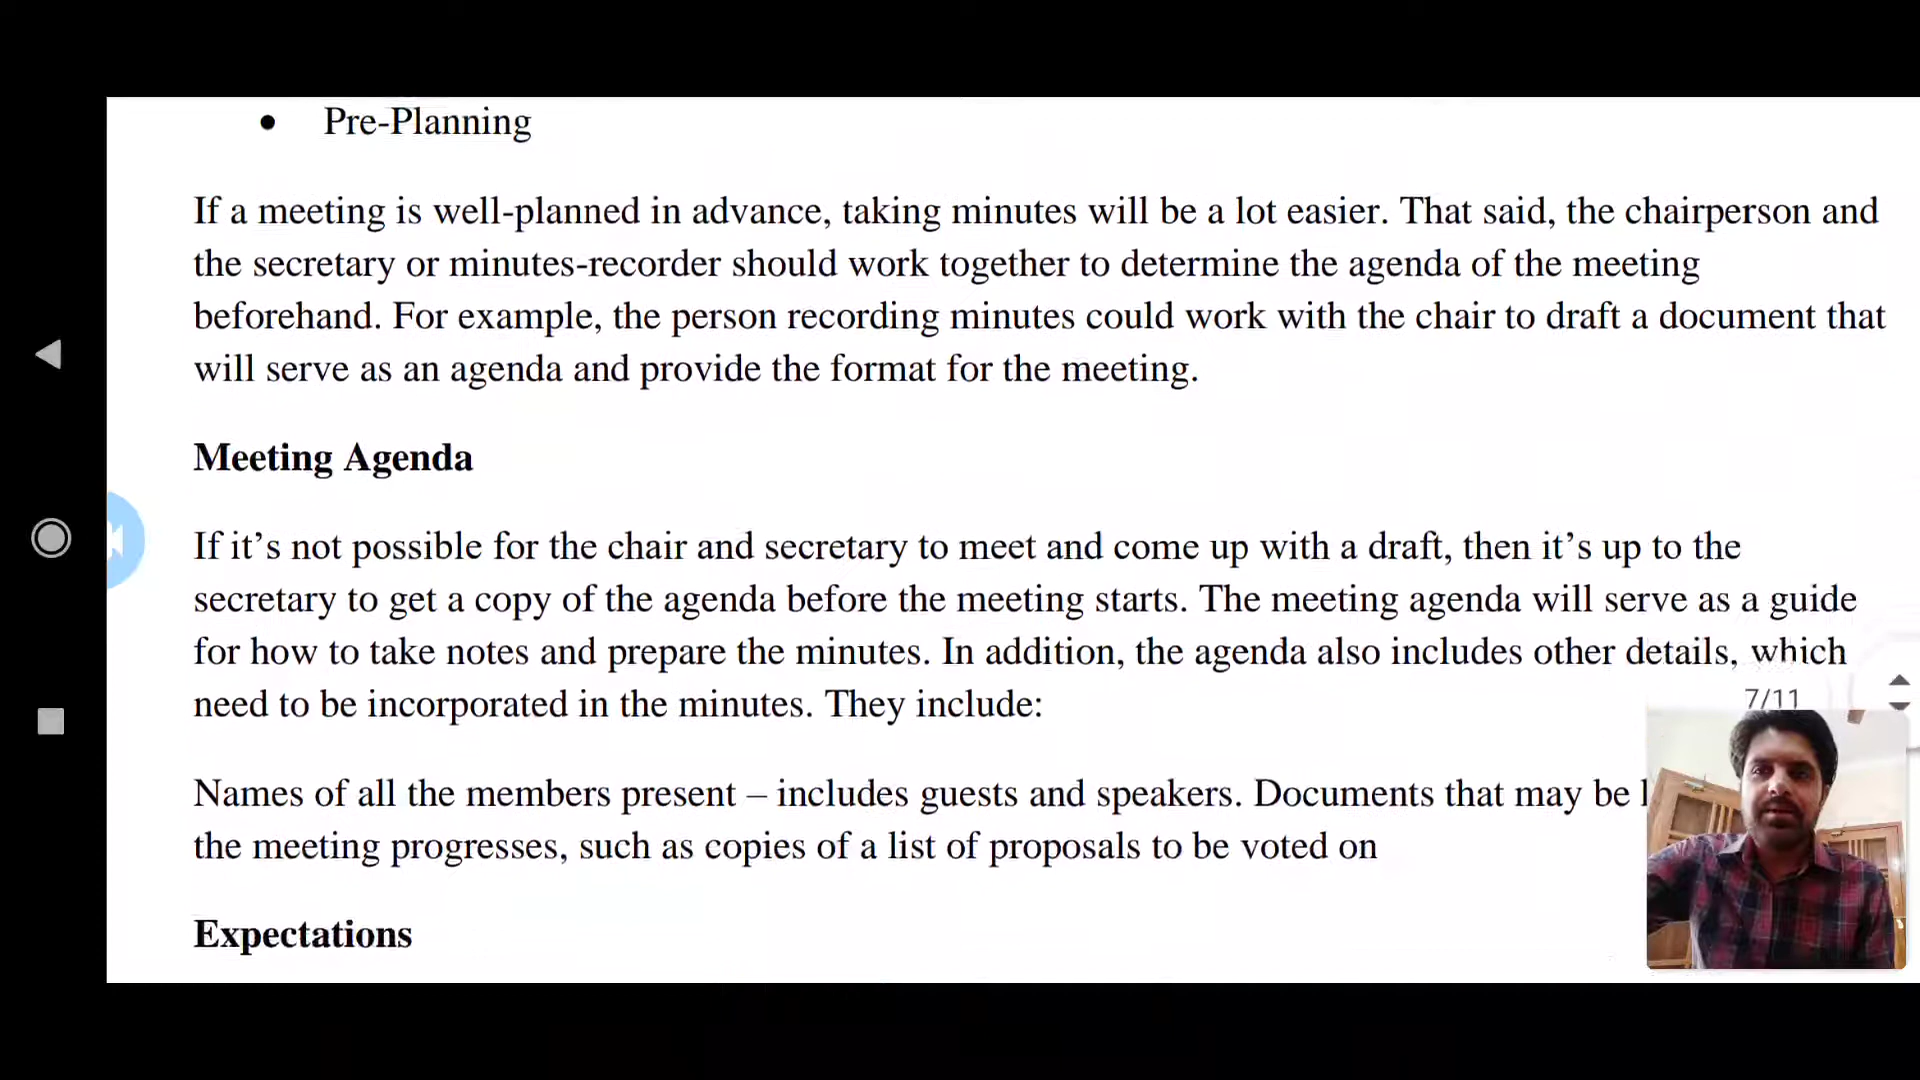 • Pre-Planning
If a meeting is well-planned in advance, taking minutes will be a lot easier. That said, the chairperson and
the secretary or minutes-recorder should work together to determine the agenda of the meeting
beforehand. For example, the person recording minutes could work with the chair to draft a document that
will serve as an agenda and provide the format for the meeting.
Meeting Agenda
If it’s not possible for the chair and secretary to meet and come up with a draft, then it’s up to the
secretary to get a copy of the agenda before the meeting starts. The meeting agenda will serve as a guide
for how to take notes and prepare the minutes. In addition, the agenda also includes other details, which
need to be incorporated in the minutes. They include:
7/11
Names of all the members present – includes guests and speakers. Documents that may be
the meeting progresses, such as copies of a list of proposals to be voted on
Expectations